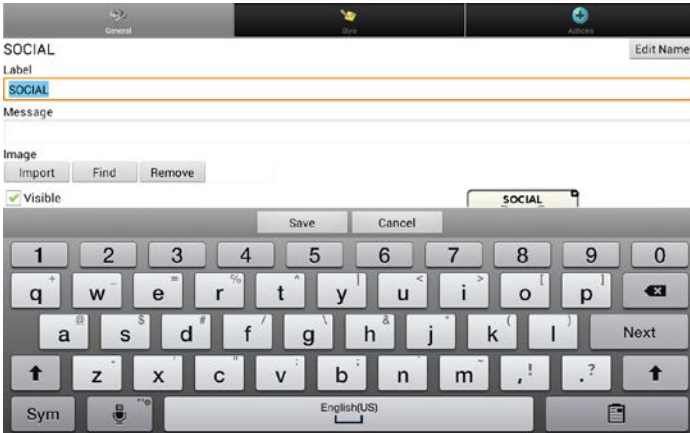 General Style Actions
SOCIAL Edit Name
Label
SOCIAL
Message
Image
Import Find Remove
Visible
SOCIAL
Save Cancel
1 2 3 4 5 6 7 8 9 0
q + w _ e = r % t ^ y | u < i > o [ p ]
a @ s $ d # f / g \ h & j * k ( l ) Next
z - x ' c " v : b ; n m ~ , ! . ?
Sym English(US)